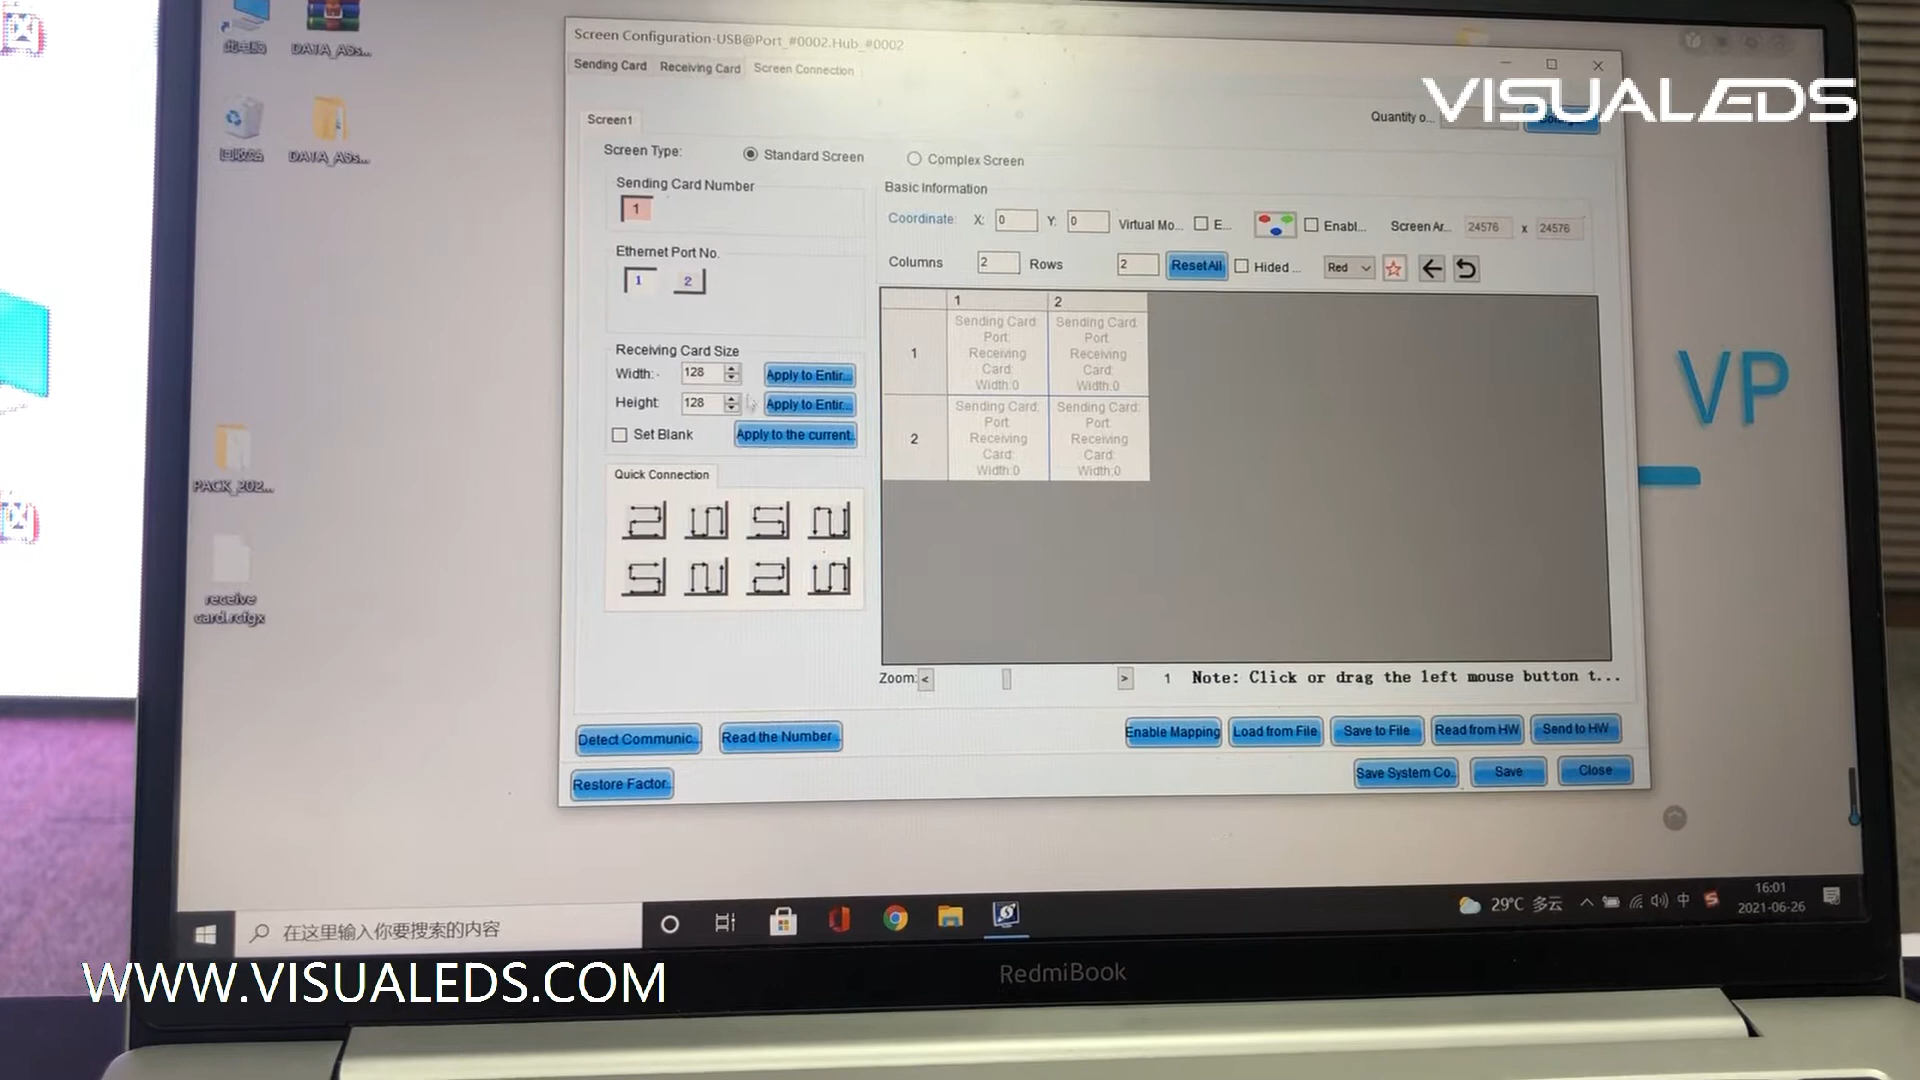 VISUALEDS
DATA_A5s...
回收站
DATA_A5s...
PACK_202...
receive
card.rcfgx
Screen Configuration-USB@Port_#0002.Hub_#0002
Sending Card Receiving Card Screen Connection
Screen1
Quantity o...
Screen Type: Standard Screen Complex Screen
Sending Card Number
1
Ethernet Port No.
1 2
Receiving Card Size
Width: 128 Apply to Entir...
Height: 128 Apply to Entir...
Set Blank Apply to the current...
Quick Connection
Basic Information
Coordinate: X: 0 Y: 0 Virtual Mo... E... Enabl... Screen Ar... 24576 x 24576
Columns 2 Rows 2 Reset All Hided ... Red
1 2
1
Sending Card: Sending Card:
Port: Port:
Receiving Receiving
Card: Card:
Width:0 Width:0
2
Sending Card: Sending Card:
Port: Port:
Receiving Receiving
Card: Card:
Width:0 Width:0
Zoom: < > 1 Note: Click or drag the left mouse button t...
Detect Communic... Read the Number ... Enable Mapping Load from File Save to File Read from HW Send to HW
Restore Factor... Save System Co... Save Close
VP
在这里输入你要搜索的内容
29°C 多云 中
16:01
2021-06-26
RedmiBook
WWW.VISUALEDS.COM